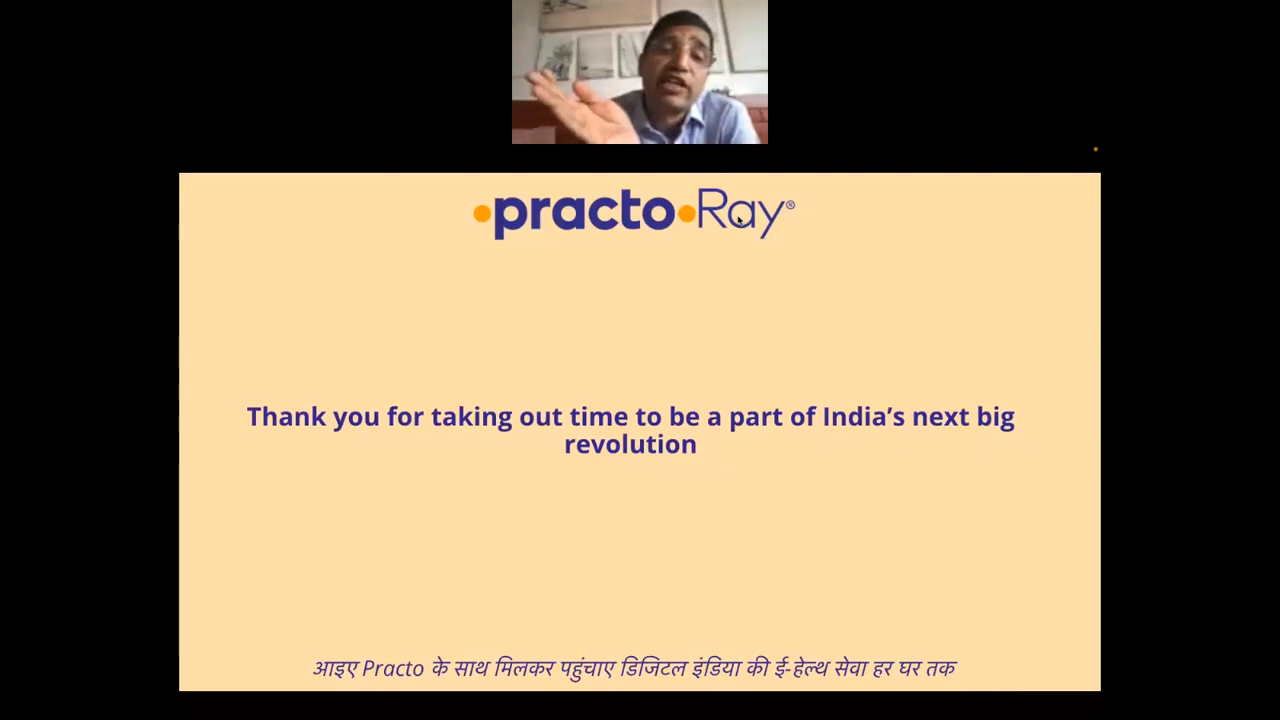 practo Ray®
Thank you for taking out time to be a part of India's next big
revolution
आइए Practo के साथ मिलकर पहुंचाए डिजिटल इंडिया की ई-हेल्थ सेवा हर घर तक